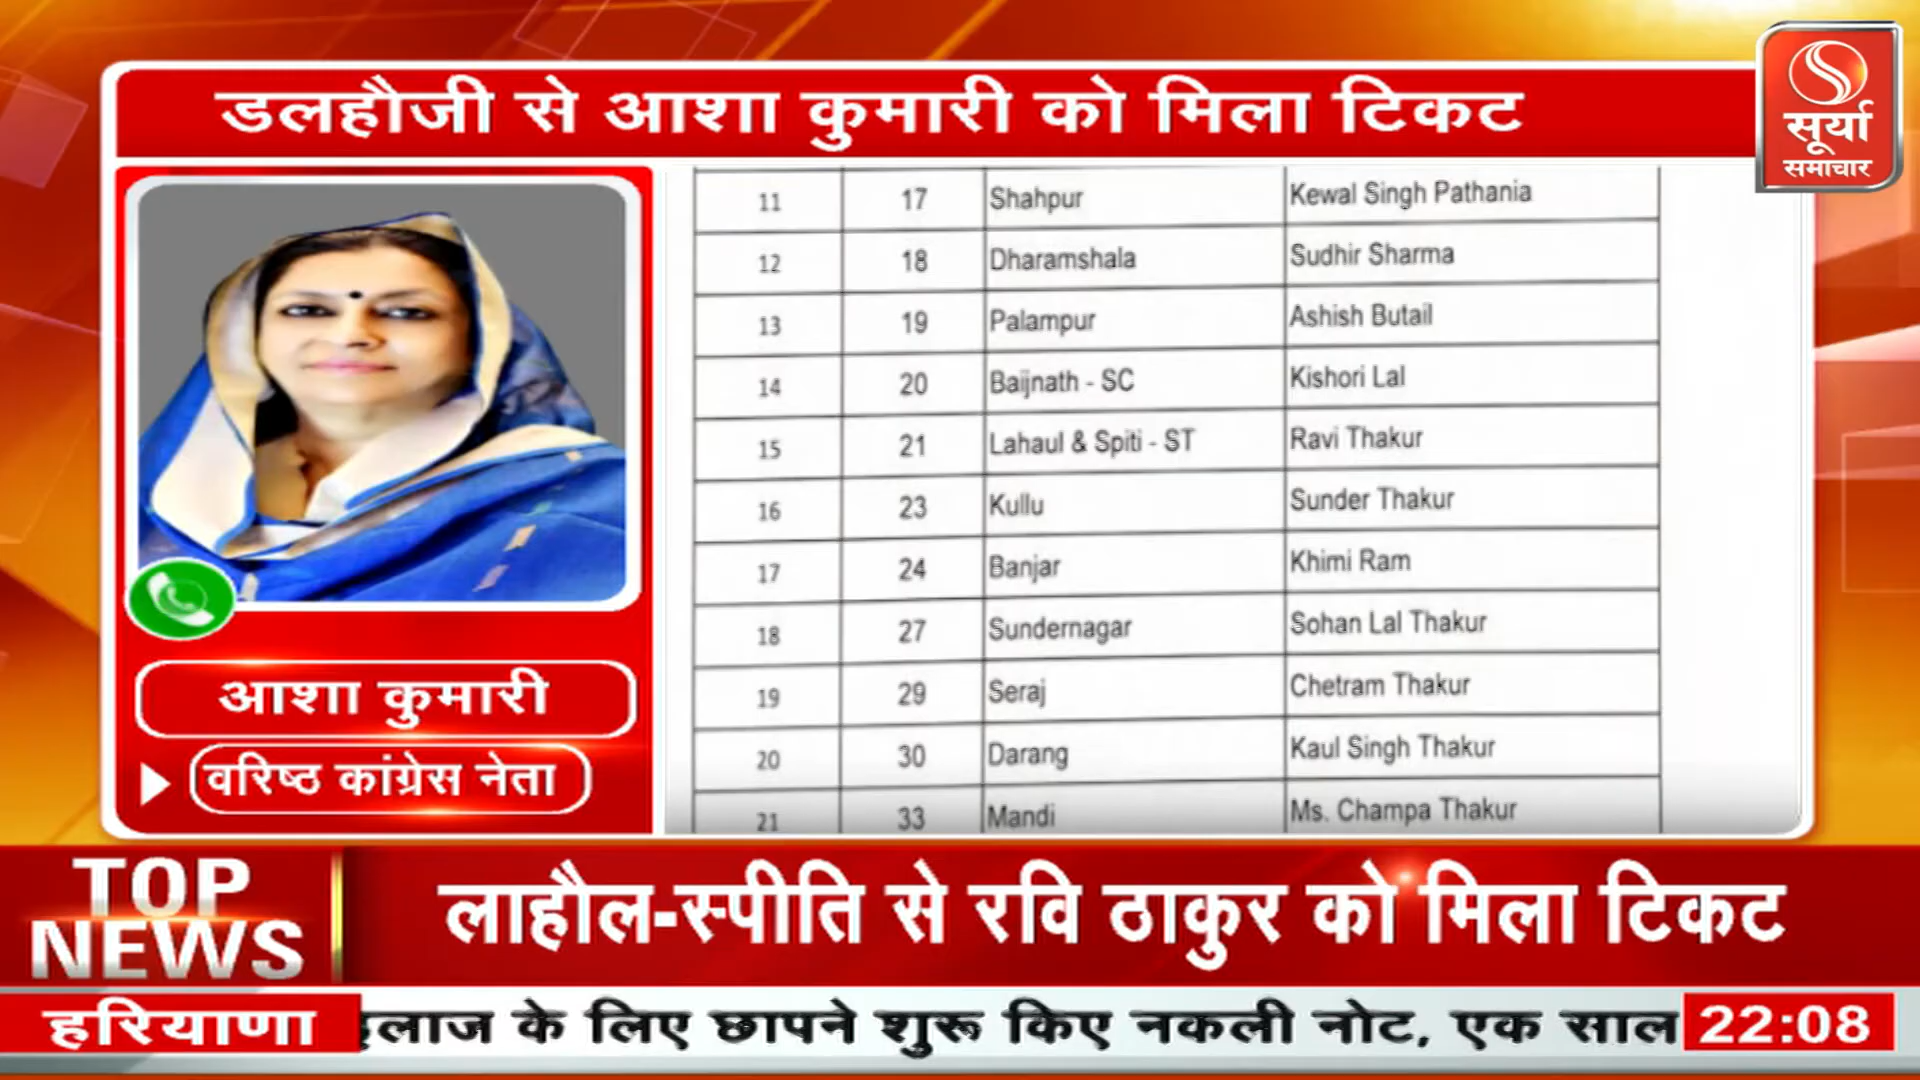 डलहौजी से आशा कुमारी को मिला टिकट
सूर्या
समाचार
11 17 Shahpur Kewal Singh Pathania
12 18 Dharamshala Sudhir Sharma
13 19 Palampur Ashish Butail
14 20 Baijnath - SC Kishori Lal
15 21 Lahaul & Spiti - ST Ravi Thakur
16 23 Kullu Sunder Thakur
17 24 Banjar Khimi Ram
18 27 Sundernagar Sohan Lal Thakur
19 29 Seraj Chetram Thakur
20 30 Darang Kaul Singh Thakur
21 33 Mandi Ms. Champa Thakur
आशा कुमारी
वरिष्ठ कांग्रेस नेता
TOP
NEWS
लाहौल-स्पीति से रवि ठाकुर को मिला टिकट
हरियाणा
के लिए छापने शुरू किए नकली नोट, एक साल
22:08